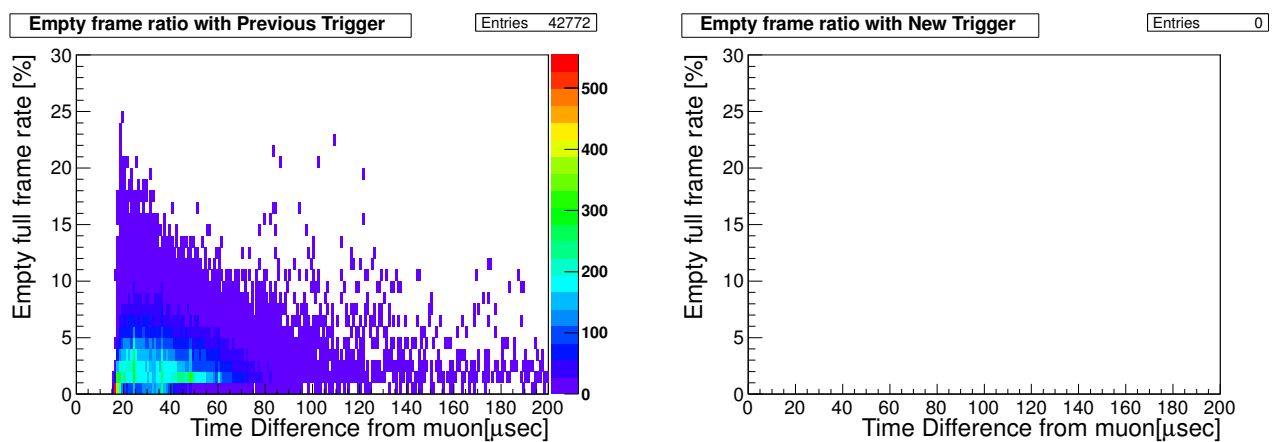 Empty frame ratio with Previous Trigger
Entries 42772
Empty full frame rate [%]
30
25
20
15
10
5
0
0 20 40 60 80 100 120 140 160 180 200
Time Difference from muon[μsec]
500
400
300
200
100
0
Empty frame ratio with New Trigger
Entries 0
Empty full frame rate [%]
30
25
20
15
10
5
0
0 20 40 60 80 100 120 140 160 180 200
Time Difference from muon[μsec]